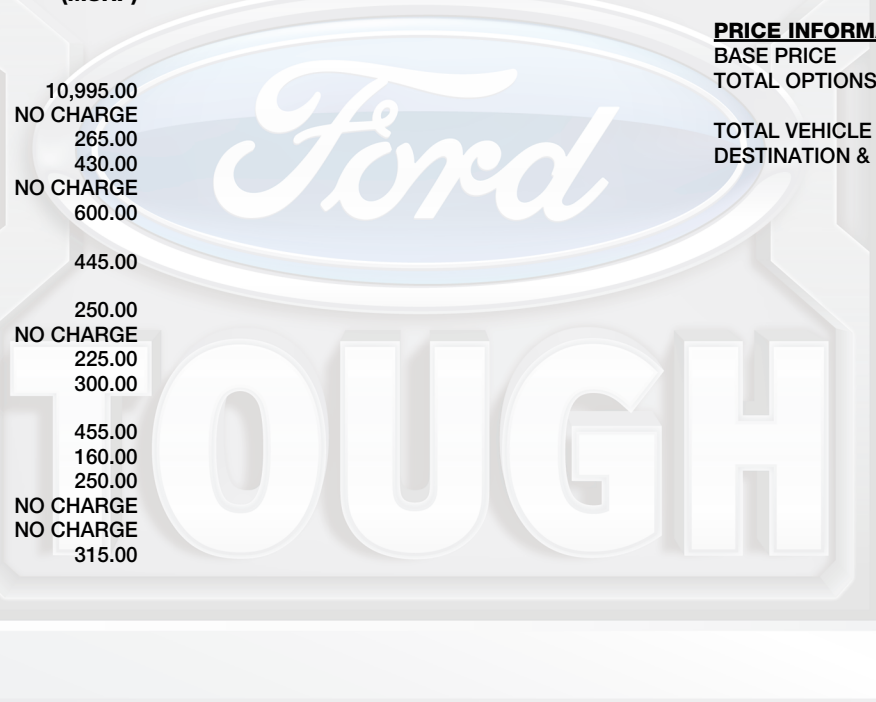 10,995.00
NO CHARGE
265.00
430.00
NO CHARGE
600.00
445.00
250.00
NO CHARGE
225.00
300.00
455.00
160.00
250.00
NO CHARGE
NO CHARGE
315.00
PRICE INFORM
BASE PRICE
TOTAL OPTIONS
TOTAL VEHICLE
DESTINATION &
Ford
TOUGH